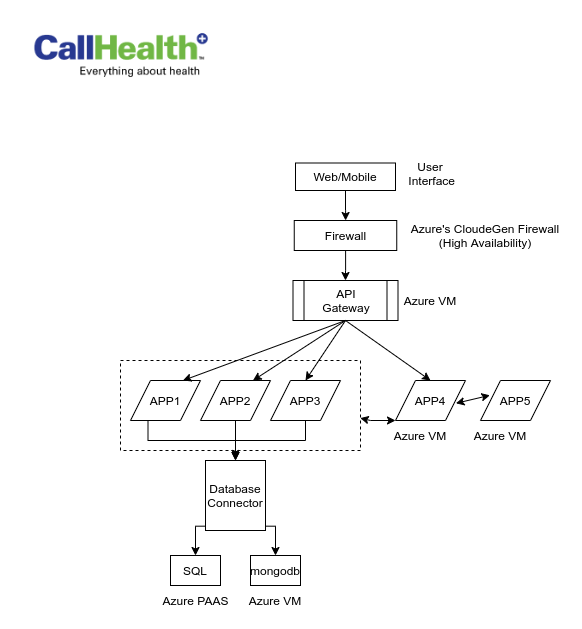 CallHealth+
Everything about health
Web/Mobile
User
Interface
Firewall
Azure's CloudeGen Firewall
(High Availability)
API
Gateway
Azure VM
APP1
APP2
APP3
APP4
APP5
Azure VM
Azure VM
Database
Connector
SQL
mongodb
Azure PAAS
Azure VM